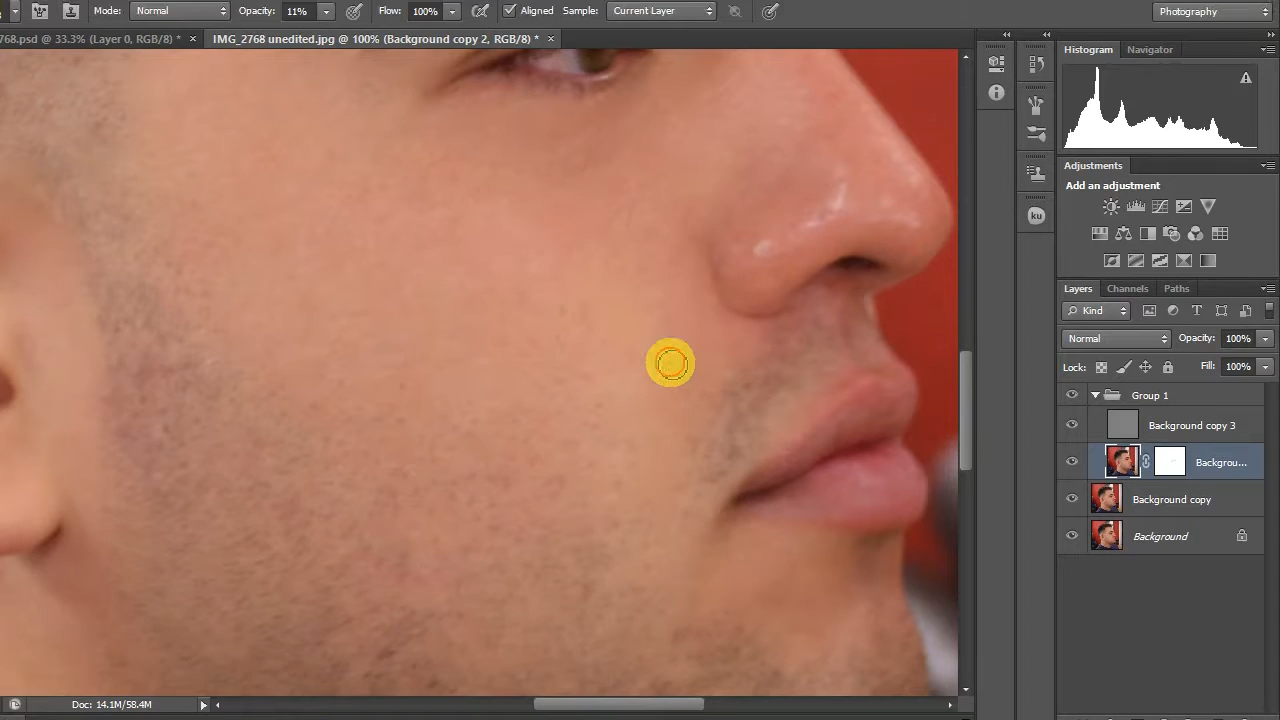 Mode: Normal Opacity: 11% Flow: 100% Aligned Sample: Current Layer Photography
768.psd @ 33.3% (Layer 0, RGB/8) * × IMG_2768 unedited.jpg @ 100% (Background copy 2, RGB/8) * ×
Histogram Navigator
Adjustments
Add an adjustment
ku
Layers Channels Paths
Kind
Normal Opacity: 100%
Lock: Fill: 100%
Group 1
Background copy 3
Backgrou...
Background copy
Background
Doc: 14.1M/58.4M